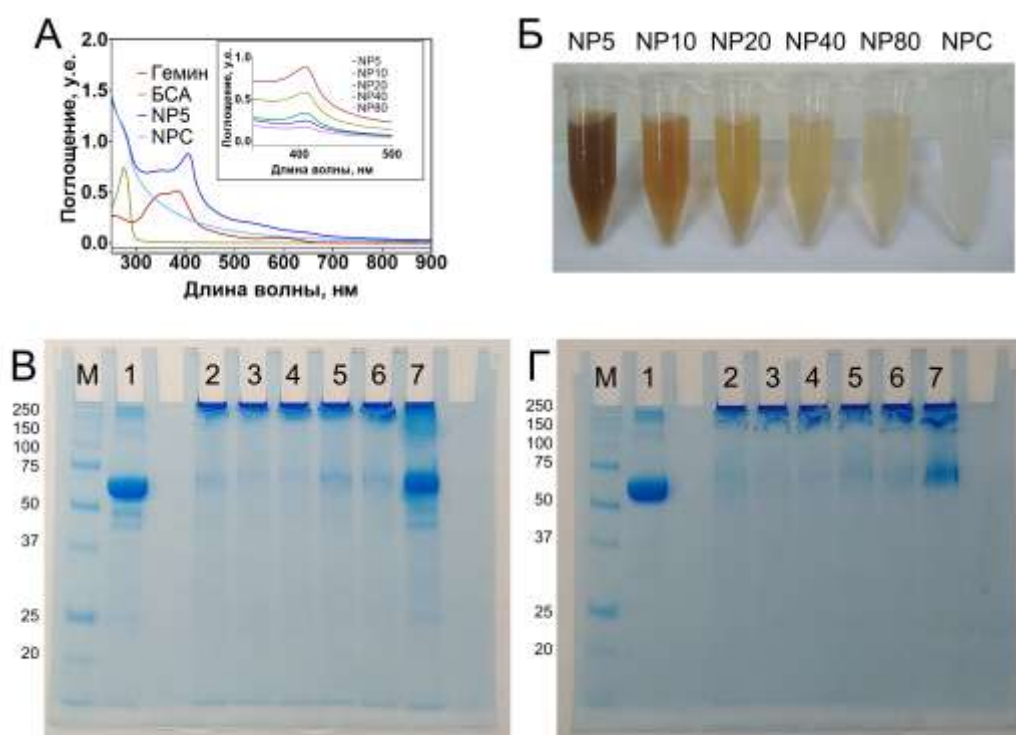 А
Поглощение, у.е.
2.0
1.5
1.0
0.5
0.0
300 400 500 600 700 800 900
Длина волны, нм
Гемин
БСА
NP5
NPC
Поглощение, у.е.
1.0
0.5
0.0
400 500
Длина волны, нм
NP5
NP10
NP20
NP40
NP80
Б
NP5 NP10 NP20 NP40 NP80 NPC
В
M 1 2 3 4 5 6 7
250
150
100
75
50
37
25
20
Г
M 1 2 3 4 5 6 7
250
150
100
75
50
37
25
20